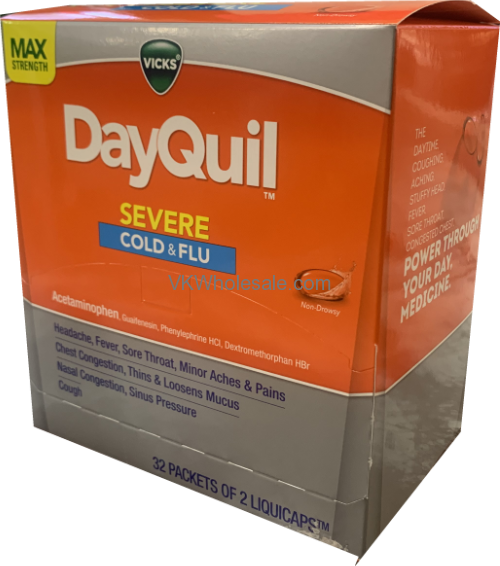 MAX
STRENGTH
VICKS®
DayQuil™
SEVERE
COLD & FLU
VKWholesale.com
Non-Drowsy
Acetaminophen, Guaifenesin, Phenylephrine HCl, Dextromethorphan HBr
Headache, Fever, Sore Throat, Minor Aches & Pains
Chest Congestion, Thins & Loosens Mucus
Nasal Congestion, Sinus Pressure
Cough
32 PACKETS OF 2 LIQUICAPS™
THE
DAYTIME
COUGHING,
ACHING,
STUFFY HEAD,
FEVER,
SORE THROAT,
CONGESTED CHEST,
POWER THROUGH
YOUR DAY,
MEDICINE.